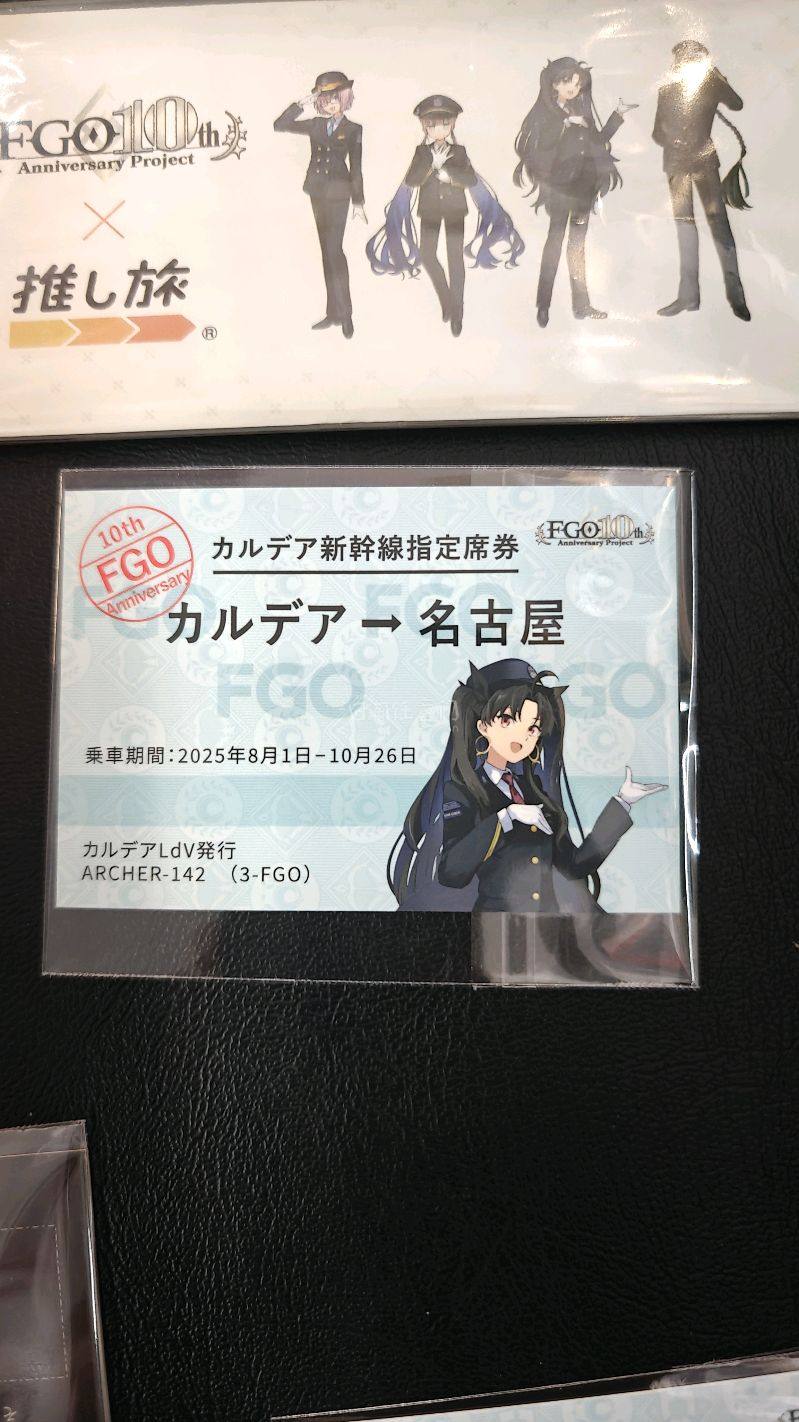 FGO 10th
Anniversary Project
×
推し旅
®
10th
FGO
Anniversary
カルデア新幹線指定席券
FGO 10th
Anniversary Project
カルデア→名古屋
FGO
乗車期間:2025年8月1日−10月26日
カルデアLdV発行
ARCHER-142 （3-FGO）